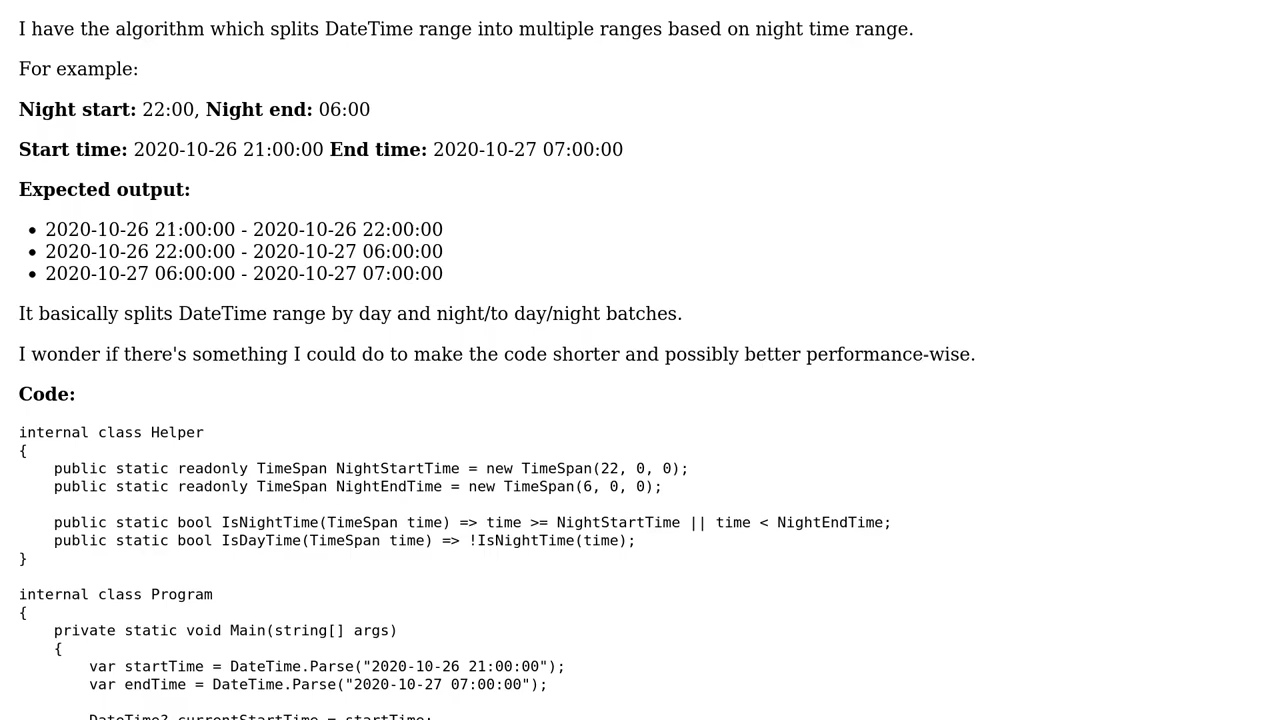 I have the algorithm which splits DateTime range into multiple ranges based on night time range.
For example:
Night start: 22:00, Night end: 06:00
Start time: 2020-10-26 21:00:00 End time: 2020-10-27 07:00:00
Expected output:
• 2020-10-26 21:00:00 - 2020-10-26 22:00:00
• 2020-10-26 22:00:00 - 2020-10-27 06:00:00
• 2020-10-27 06:00:00 - 2020-10-27 07:00:00
It basically splits DateTime range by day and night/to day/night batches.
I wonder if there's something I could do to make the code shorter and possibly better performance-wise.
Code:
internal class Helper
{
    public static readonly TimeSpan NightStartTime = new TimeSpan(22, 0, 0);
    public static readonly TimeSpan NightEndTime = new TimeSpan(6, 0, 0);
    public static bool IsNightTime(TimeSpan time) => time >= NightStartTime || time < NightEndTime;
    public static bool IsDayTime(TimeSpan time) => !IsNightTime(time);
}
internal class Program
{
    private static void Main(string[] args)
    {
        var startTime = DateTime.Parse("2020-10-26 21:00:00");
        var endTime = DateTime.Parse("2020-10-27 07:00:00");
        DateTime? currentStartTime = startTime;